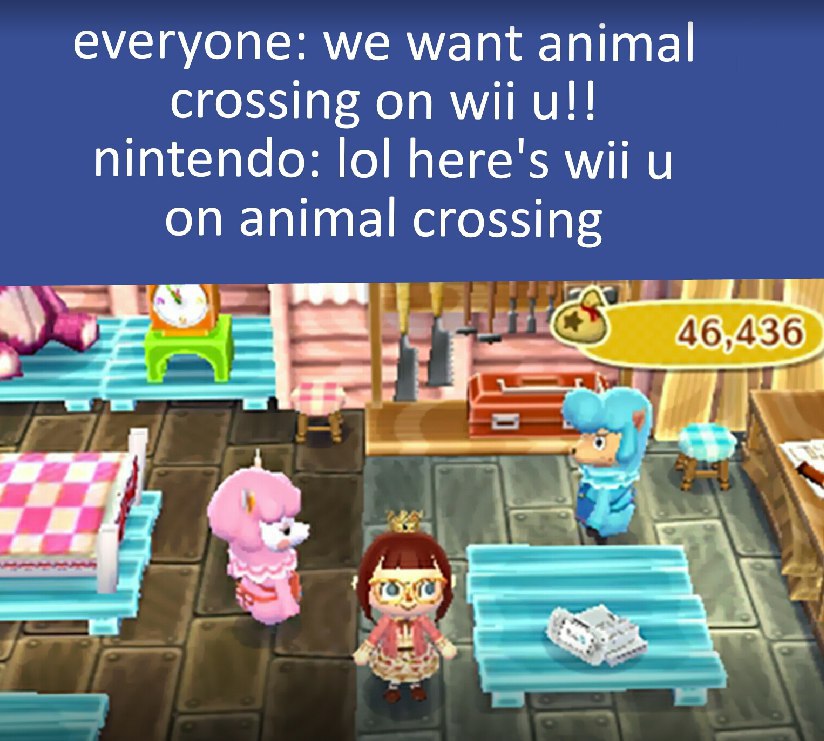 everyone: we want animal
crossing on wii u!!
nintendo: lol here's wii u
on animal crossing
46,436